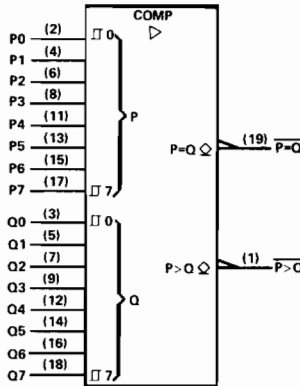 COMP
P0 (2) 0
P1 (4)
P2 (6)
P3 (8)
P4 (11) P
P5 (13)
P6 (15)
P7 (17) 7
P=Q (19) P=Q
Q0 (3) 0
Q1 (5)
Q2 (7)
Q3 (9)
Q4 (12) Q
Q5 (14)
Q6 (16)
Q7 (18) 7
P>Q (1) P>Q